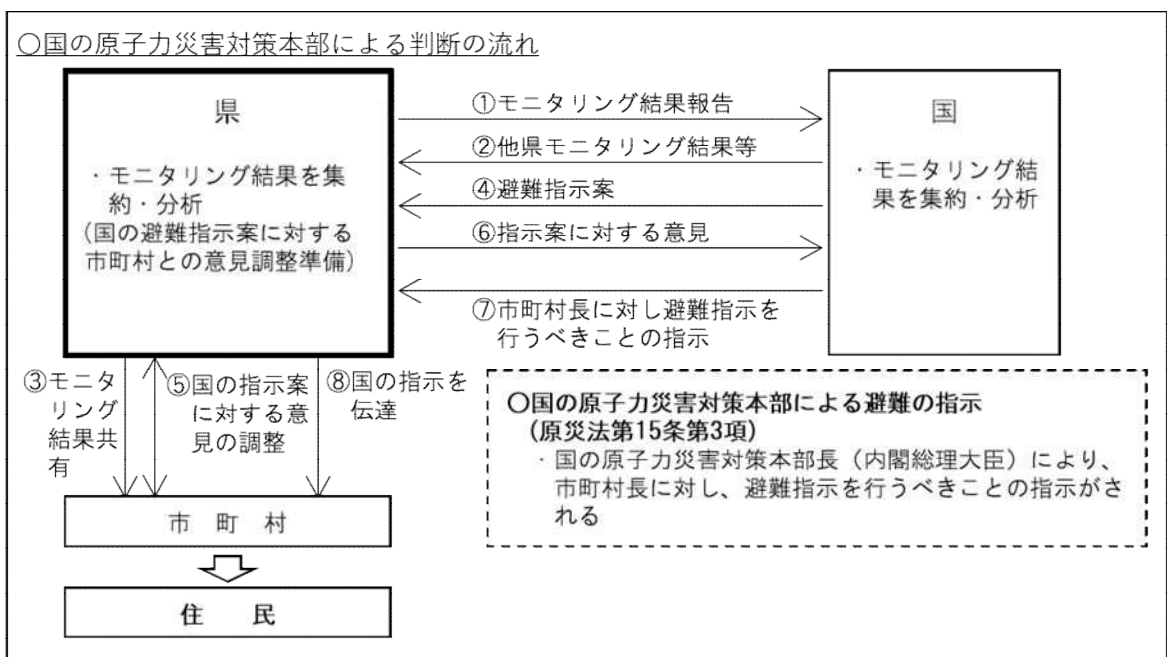 ○国の原子力災害対策本部による判断の流れ
県
・モニタリング結果を集
約・分析
(国の避難指示案に対する
市町村との意見調整準備)
①モニタリング結果報告
②他県モニタリング結果等
④避難指示案
⑥指示案に対する意見
⑦市町村長に対し避難指示を
行うべきことの指示
国
・モニタリング結
果を集約・分析
③モニタ
リング
結果共
有
⑤国の指示案
に対する意
見の調整
⑧国の指示を
伝達
○国の原子力災害対策本部による避難の指示
(原災法第15条第3項)
・国の原子力災害対策本部長（内閣総理大臣）により、
市町村長に対し、避難指示を行うべきことの指示がさ
れる
市 町 村
住 民